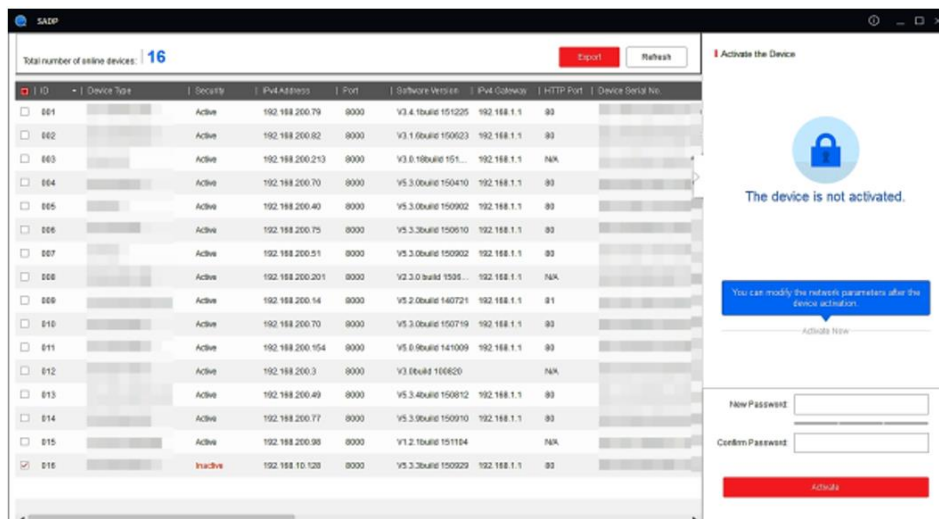 SADP
Total number of online devices: 16
Export
Refresh
ID | Device Type | Security | IPv4 Address | Port | Software Version | IPv4 Gateway | HTTP Port | Device Serial No.
001 Active 192.168.200.79 8000 V3.4.1build 151225 192.168.1.1 80
002 Active 192.168.200.82 8000 V3.1.6build 150623 192.168.1.1 80
003 Active 192.168.200.213 8000 V3.0.18build 151... 192.168.1.1 N/A
004 Active 192.168.200.70 8000 V5.3.0build 150410 192.168.1.1 80
005 Active 192.168.200.40 8000 V5.3.0build 150902 192.168.1.1 80
006 Active 192.168.200.75 8000 V5.3.3build 150610 192.168.1.1 80
007 Active 192.168.200.51 8000 V5.3.0build 150902 192.168.1.1 80
008 Active 192.168.200.201 8000 V2.3.0 build 1506... 192.168.1.1 N/A
009 Active 192.168.200.14 8000 V5.2.0build 140721 192.168.1.1 81
010 Active 192.168.200.70 8000 V5.3.0build 150719 192.168.1.1 80
011 Active 192.168.200.154 8000 V5.0.9build 141009 192.168.1.1 80
012 Active 192.168.200.3 8000 V3.0build 100820 N/A
013 Active 192.168.200.49 8000 V5.3.4build 150812 192.168.1.1 80
014 Active 192.168.200.77 8000 V5.3.9build 150910 192.168.1.1 80
015 Active 192.168.200.98 8000 V1.2.1build 151104 N/A
016 Inactive 192.168.10.128 8000 V5.3.3build 150929 192.168.1.1 80
Activate the Device
The device is not activated.
You can modify the network parameters after the
device activation.
Activate Now
New Password:
Confirm Password:
Activate